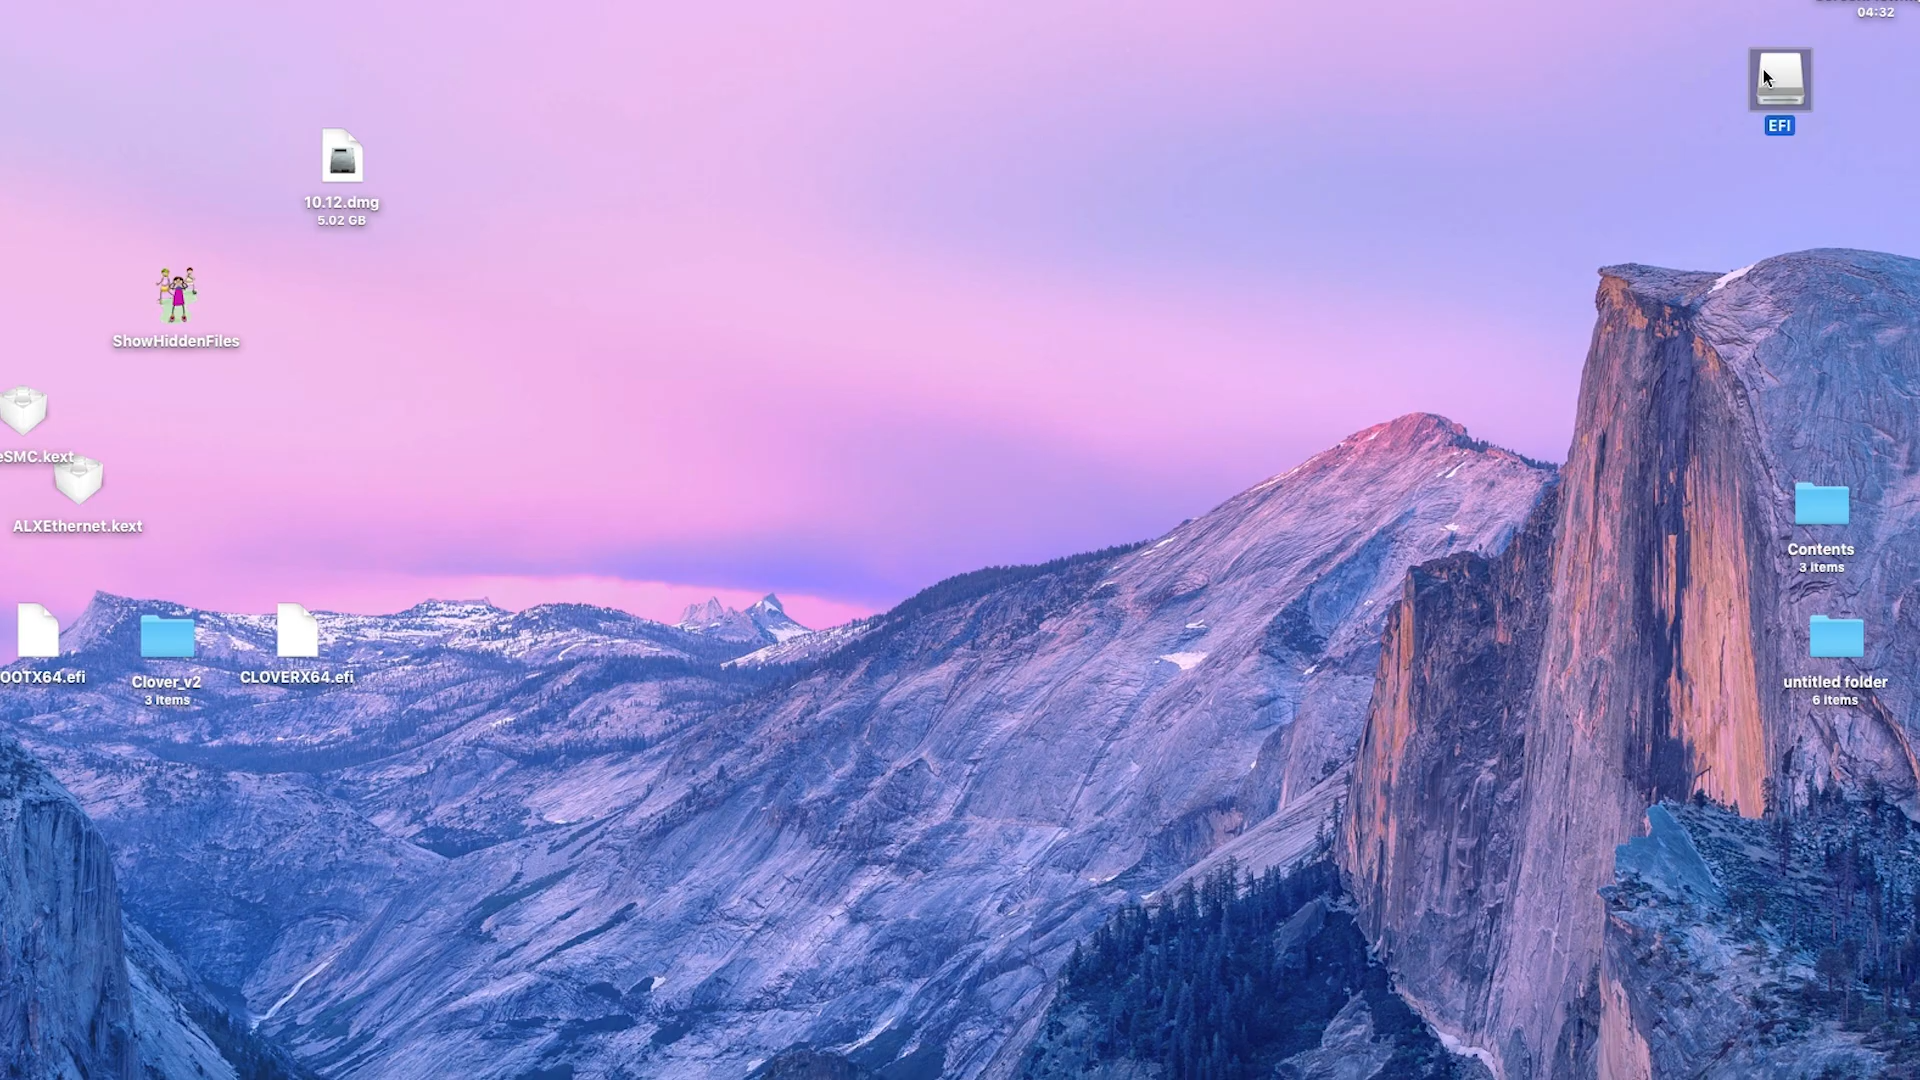 04:32
EFI
10.12.dmg
5.02 GB
ShowHiddenFiles
eSMC.kext
ALXEthernet.kext
Contents
3 items
OOTX64.efi
Clover_v2
3 items
CLOVERX64.efi
untitled folder
6 items